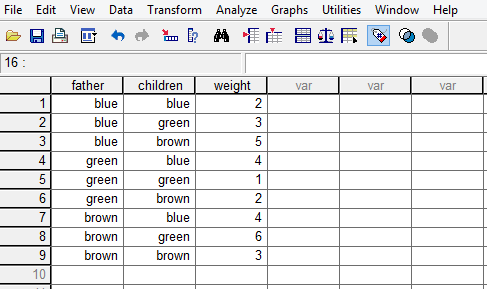 File Edit View Data Transform Analyze Graphs Utilities Window Help
16 :
father children weight var var var
1 blue blue 2
2 blue green 3
3 blue brown 5
4 green blue 4
5 green green 1
6 green brown 2
7 brown blue 4
8 brown green 6
9 brown brown 3
10